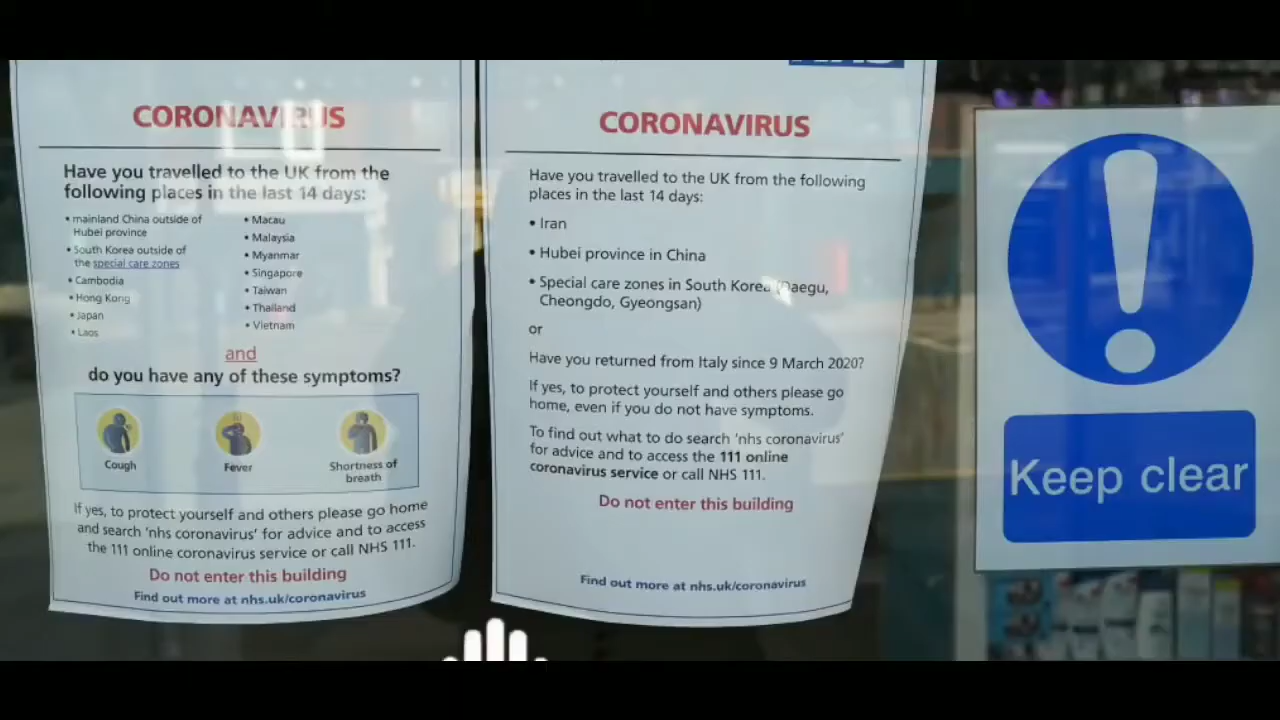 CORONAVIRUS
Have you travelled to the UK from the
following places in the last 14 days:
• mainland China outside of
Hubei province
• South Korea outside of
the special care zones
• Cambodia
• Hong Kong
• Japan
• Laos
• Macau
• Malaysia
• Myanmar
• Singapore
• Taiwan
• Thailand
• Vietnam
and
do you have any of these symptoms?
Cough
Fever
Shortness of
breath
If yes, to protect yourself and others please go home
and search 'nhs coronavirus' for advice and to access
the 111 online coronavirus service or call NHS 111.
Do not enter this building
Find out more at nhs.uk/coronavirus
CORONAVIRUS
Have you travelled to the UK from the following
places in the last 14 days:
• Iran
• Hubei province in China
• Special care zones in South Korea (Daegu,
Cheongdo, Gyeongsan)
or
Have you returned from Italy since 9 March 2020?
If yes, to protect yourself and others please go
home, even if you do not have symptoms.
To find out what to do search 'nhs coronavirus'
for advice and to access the 111 online
coronavirus service or call NHS 111.
Do not enter this building
Find out more at nhs.uk/coronavirus
Keep clear